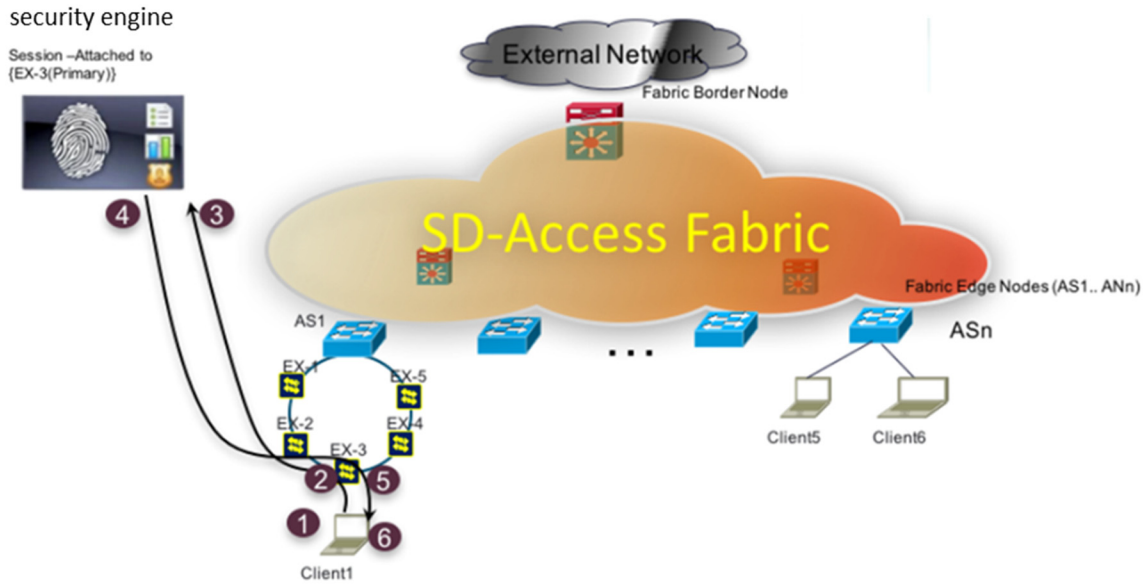 security engine
Session –Attached to
{EX-3(Primary)}
External Network
Fabric Border Node
4
3
SD-Access Fabric
Fabric Edge Nodes (AS1.. ANn)
AS1
ASn
...
EX-1
EX-5
EX-2
EX-4
EX-3
2
5
1
6
Client1
Client5
Client6